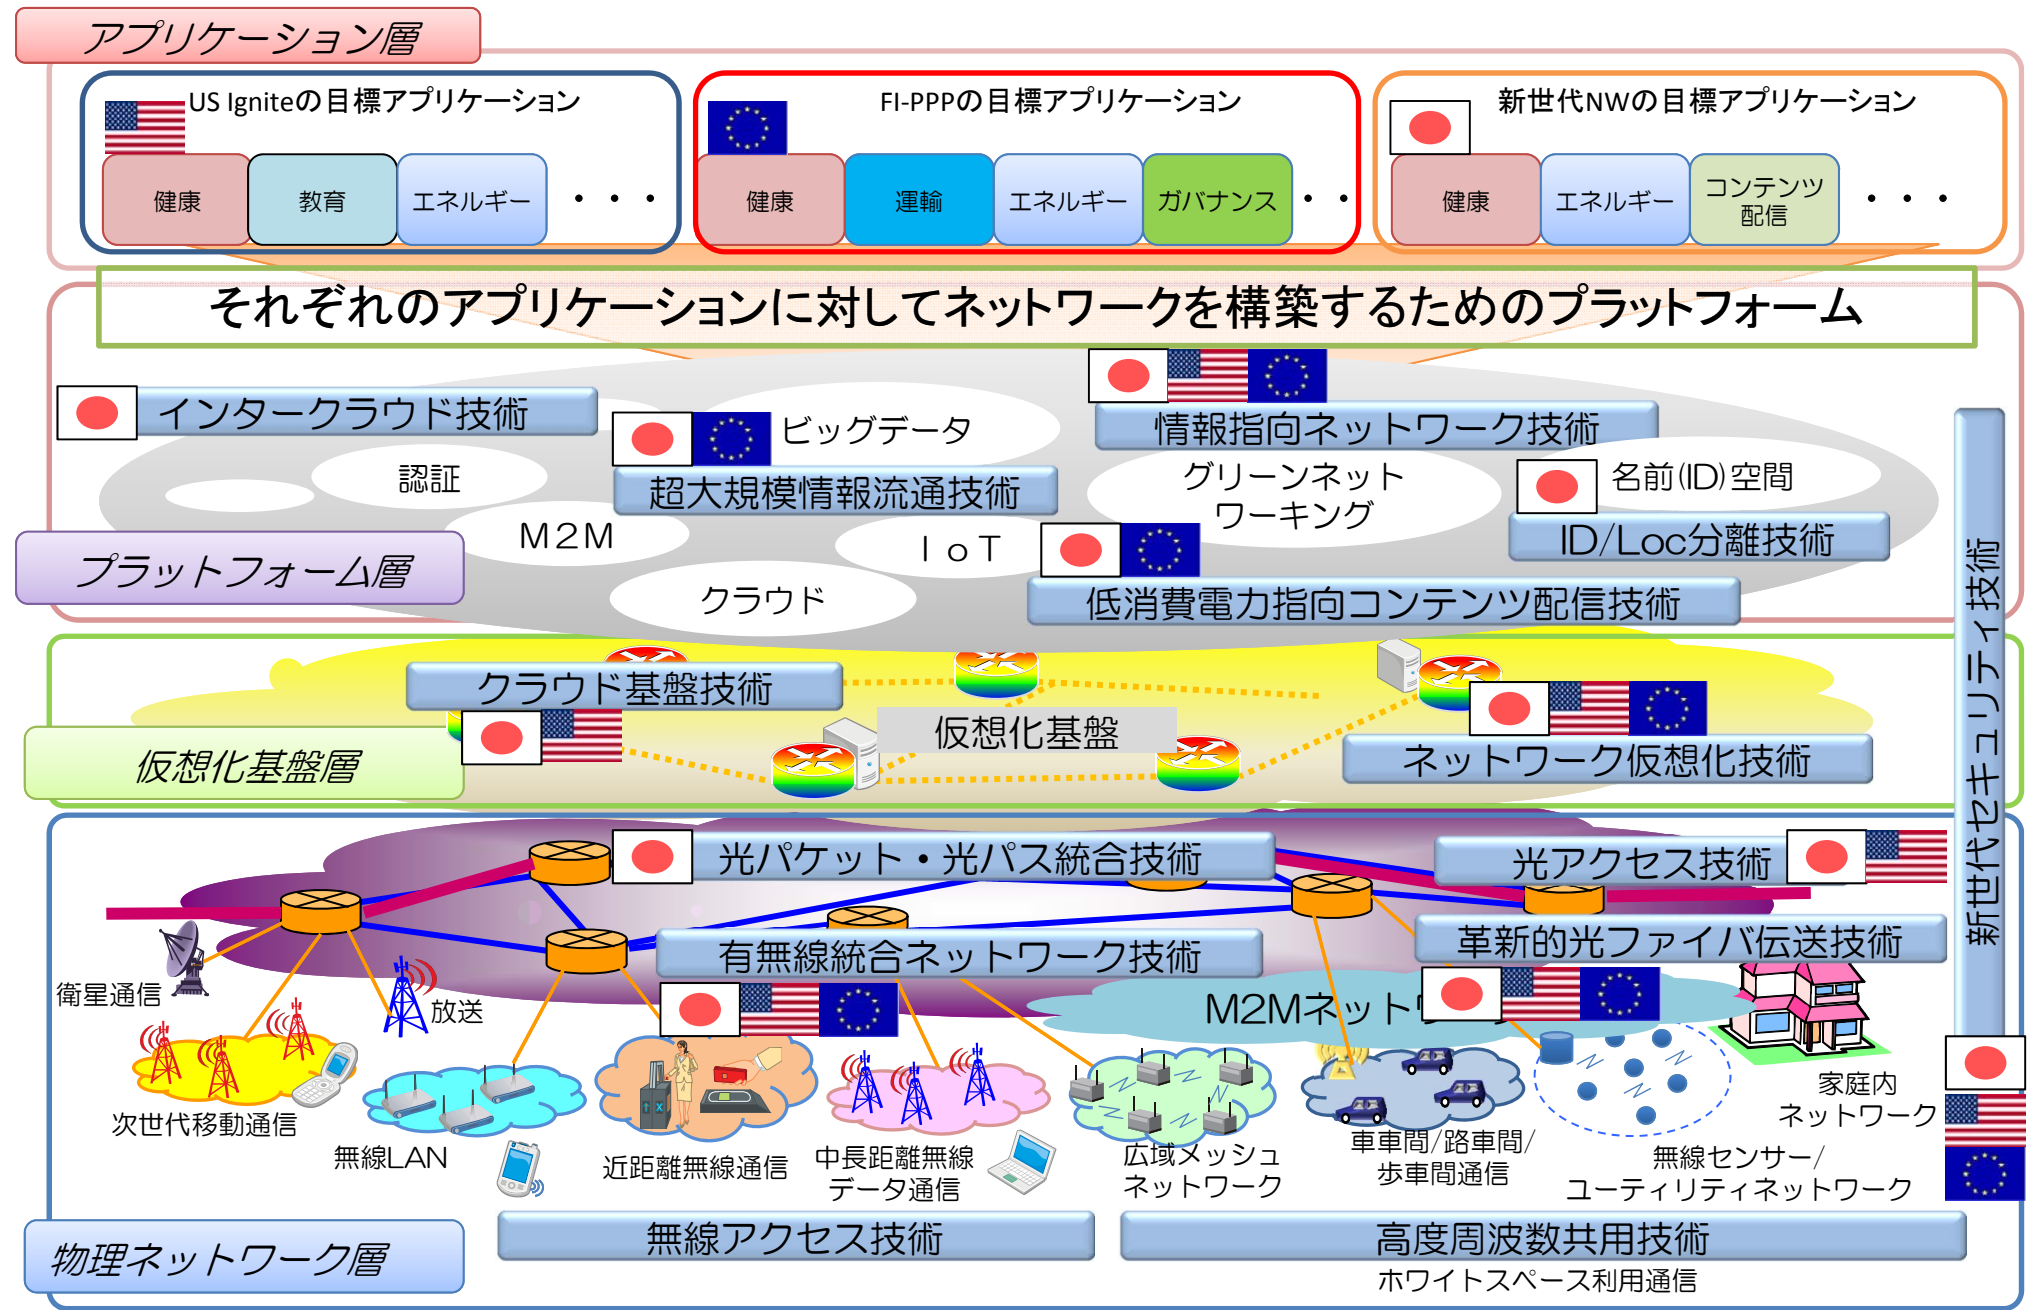 アプリケーション層
US Igniteの目標アプリケーション
健康
教育
エネルギー
・・・
FI-PPPの目標アプリケーション
健康
運輸
エネルギー
ガバナンス
・・
新世代NWの目標アプリケーション
健康
エネルギー
コンテンツ
配信
・・・
それぞれのアプリケーションに対してネットワークを構築するためのプラットフォーム
インタークラウド技術
ビッグデータ
情報指向ネットワーク技術
認証
超大規模情報流通技術
グリーンネット
ワーキング
名前(ID)空間
M2M
IoT
ID/Loc分離技術
プラットフォーム層
クラウド
低消費電力指向コンテンツ配信技術
新世代セキュリティ技術
クラウド基盤技術
仮想化基盤
ネットワーク仮想化技術
仮想化基盤層
光パケット・光パス統合技術
光アクセス技術
有無線統合ネットワーク技術
革新的光ファイバ伝送技術
衛星通信
放送
M2Mネットワ
次世代移動通信
無線LAN
近距離無線通信
中長距離無線
データ通信
広域メッシュ
ネットワーク
車車間/路車間/
歩車間通信
無線センサー/
ユーティリティネットワーク
家庭内
ネットワーク
無線アクセス技術
高度周波数共用技術
ホワイトスペース利用通信
物理ネットワーク層